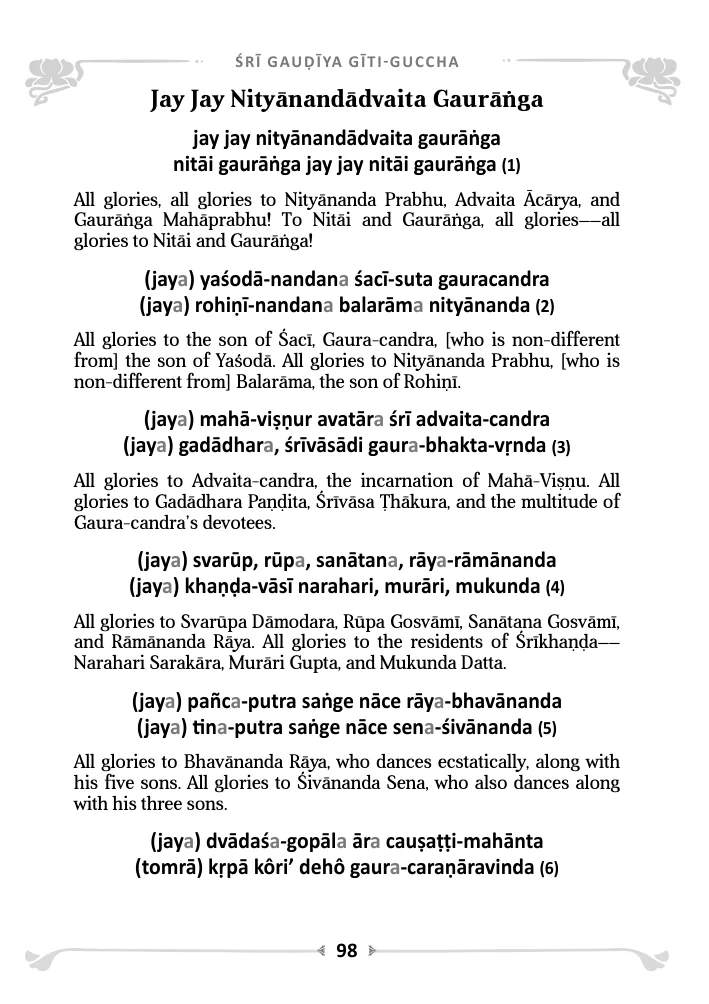 ŚRĪ GAUḌĪYA GĪTI-GUCCHA
Jay Jay Nityānandādvaita Gaurāṅga
jay jay nityānandādvaita gaurāṅga
nitāi gaurāṅga jay jay nitāi gaurāṅga (1)
All glories, all glories to Nityānanda Prabhu, Advaita Ācārya, and
Gaurāṅga Mahāprabhu! To Nitāi and Gaurāṅga, all glories––all
glories to Nitāi and Gaurāṅga!
(jaya) yaśodā-nandana śacī-suta gauracandra
(jaya) rohiṇī-nandana balarāma nityānanda (2)
All glories to the son of Śacī, Gaura-candra, [who is non-different
from] the son of Yaśodā. All glories to Nityānanda Prabhu, [who is
non-different from] Balarāma, the son of Rohiṇī.
(jaya) mahā-viṣṇur avatāra śrī advaita-candra
(jaya) gadādhara, śrīvāsādi gaura-bhakta-vṛnda (3)
All glories to Advaita-candra, the incarnation of Mahā-Viṣṇu. All
glories to Gadādhara Paṇḍita, Śrīvāsa Ṭhākura, and the multitude of
Gaura-candra’s devotees.
(jaya) svarūp, rūpa, sanātana, rāya-rāmānanda
(jaya) khaṇḍa-vāsī narahari, murāri, mukunda (4)
All glories to Svarūpa Dāmodara, Rūpa Gosvāmī, Sanātana Gosvāmī,
and Rāmānanda Rāya. All glories to the residents of Śrīkhaṇḍa––
Narahari Sarakāra, Murāri Gupta, and Mukunda Datta.
(jaya) pañca-putra saṅge nāce rāya-bhavānanda
(jaya) tina-putra saṅge nāce sena-śivānanda (5)
All glories to Bhavānanda Rāya, who dances ecstatically, along with
his five sons. All glories to Śivānanda Sena, who also dances along
with his three sons.
(jaya) dvādaśa-gopāla āra cauṣaṭṭi-mahānta
(tomrā) kṛpā kôri’ dehô gaura-caraṇāravinda (6)
98